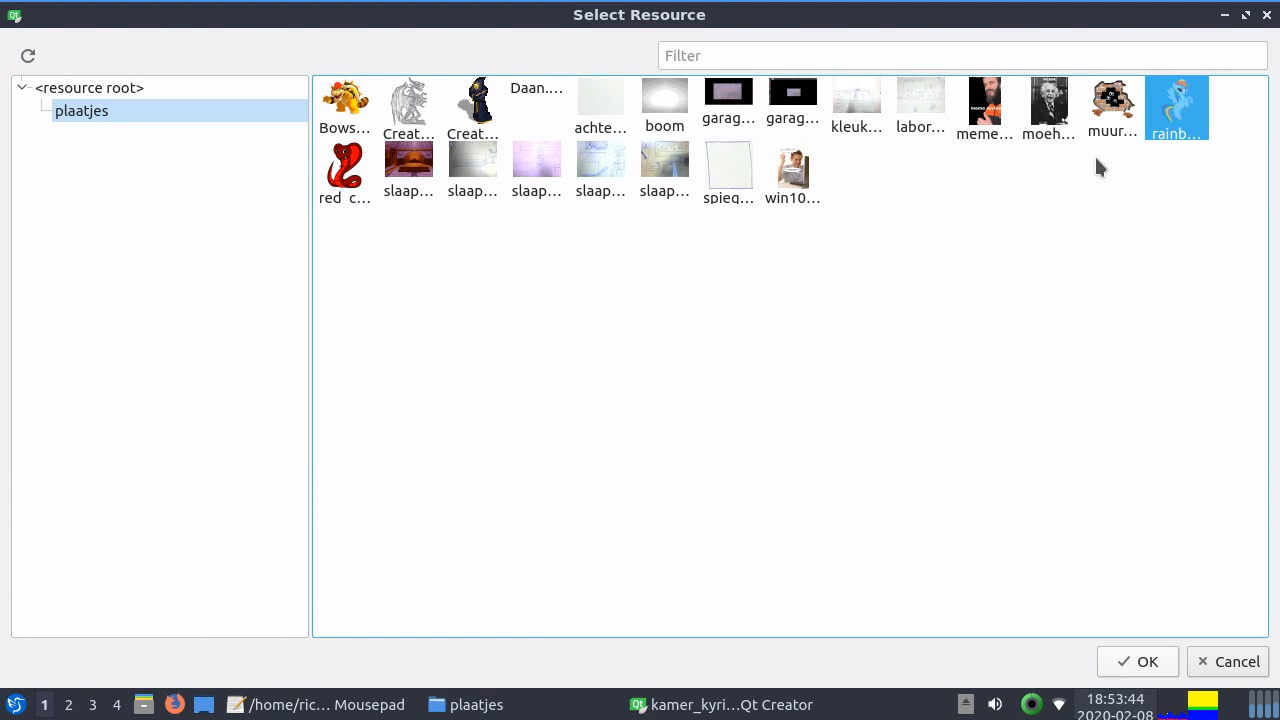 Select Resource
Filter
<resource root>
plaatjes
Bows...
Creat...
Creat...
Daan....
achte...
boom
garag...
garag...
kleuk...
labor...
meme...
moeh...
muur...
rainb...
red_c...
slaap...
slaap...
slaap...
slaap...
slaap...
spieg...
win10...
OK
Cancel
1 2 3 4 /home/ric... Mousepad plaatjes kamer_kyri...Qt Creator 18:53:44
2020-02-08